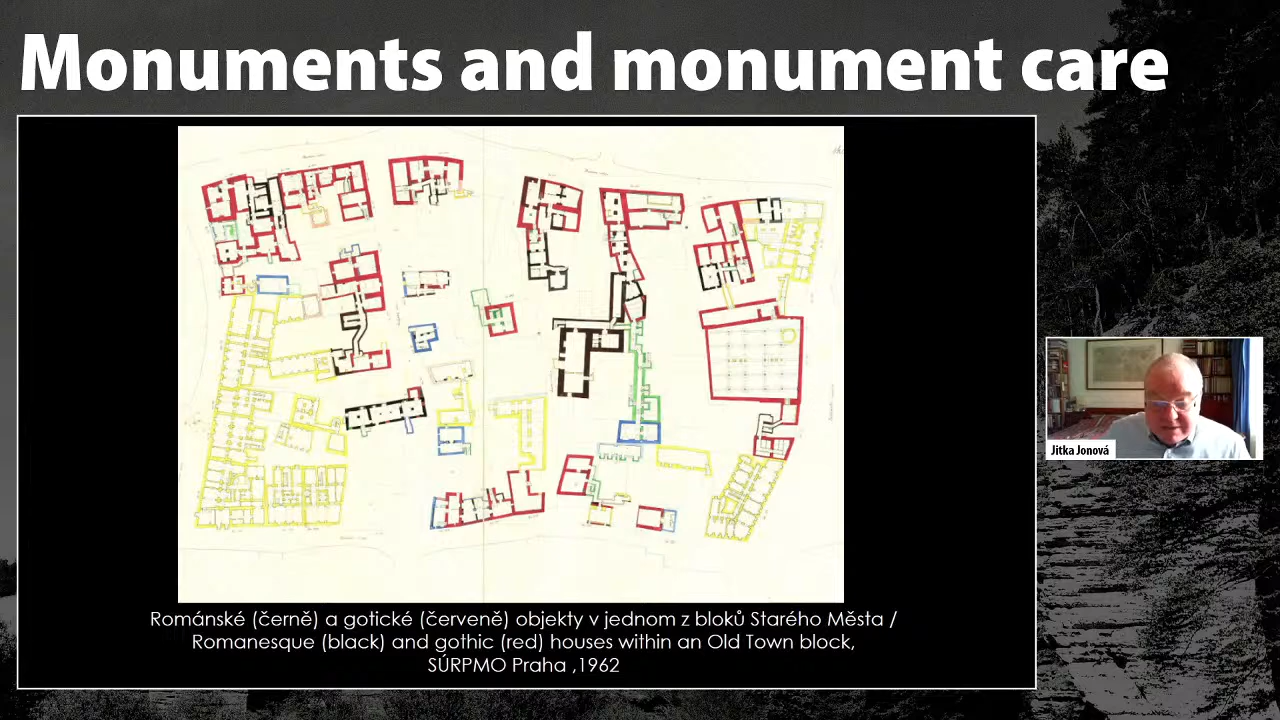 Monuments and monument care
Románské (černě) a gotické (červeně) objekty v jednom z bloků Starého Města /
Romanesque (black) and gothic (red) houses within an Old Town block,
SÚRPMO Praha ,1962
Jitka Jonová